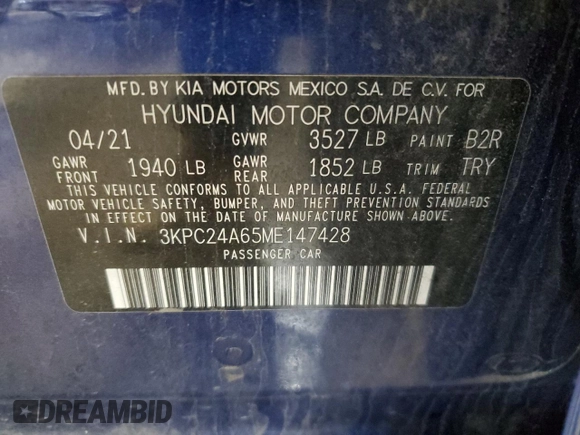 MFD. BY KIA MOTORS MEXICO S.A. DE C.V. FOR
HYUNDAI MOTOR COMPANY
04/21 GVWR 3527 LB PAINT B2R
GAWR FRONT 1940 LB GAWR REAR 1852 LB TRIM TRY
THIS VEHICLE CONFORMS TO ALL APPLICABLE U.S.A. FEDERAL
MOTOR VEHICLE SAFETY, BUMPER, AND THEFT PREVENTION STANDARDS
IN EFFECT ON THE DATE OF MANUFACTURE SHOWN ABOVE.
V.I.N. 3KPC24A65ME147428
PASSENGER CAR
DREAMBID